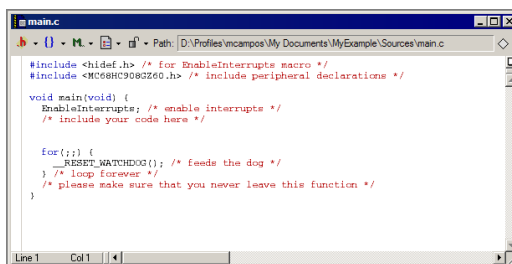 main.c
.h {} M.. Path: D:\Profiles\mcampos\My Documents\MyExample\Sources\main.c
#include <hidef.h> /* for EnableInterrupts macro */
#include <MC68HC908GZ60.h> /* include peripheral declarations */
void main(void) {
EnableInterrupts; /* enable interrupts */
/* include your code here */
for(;;) {
__RESET_WATCHDOG(); /* feeds the dog */
} /* loop forever */
/* please make sure that you never leave this function */
}
Line 1 Col 1